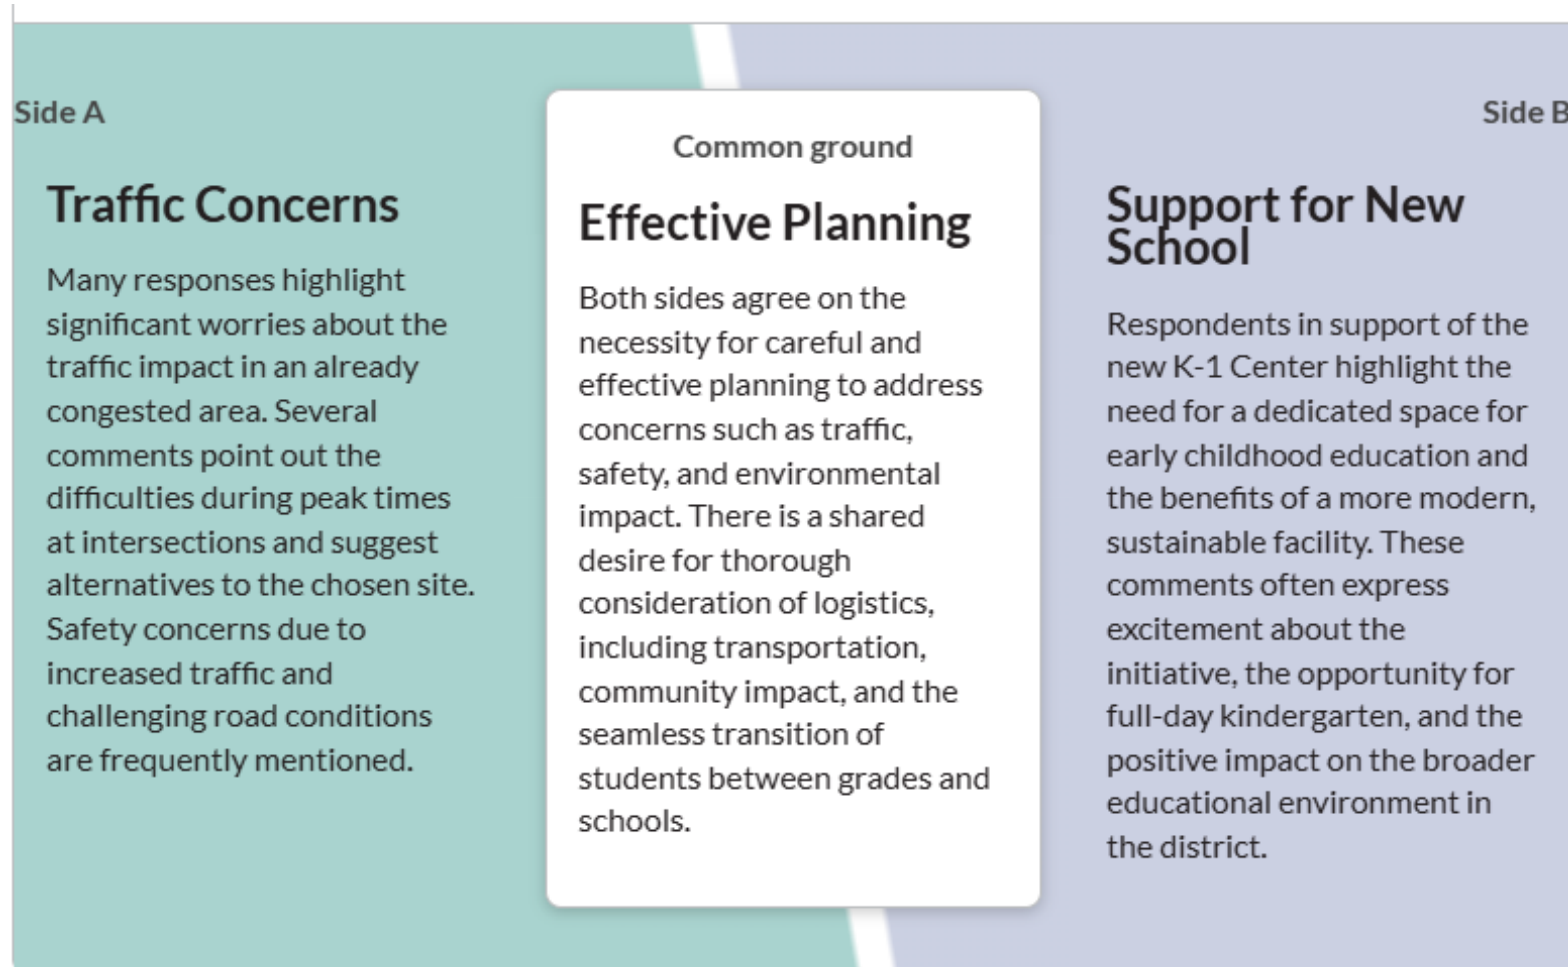 Side A
Traffic Concerns
Many responses highlight
significant worries about the
traffic impact in an already
congested area. Several
comments point out the
difficulties during peak times
at intersections and suggest
alternatives to the chosen site.
Safety concerns due to
increased traffic and
challenging road conditions
are frequently mentioned.
Common ground
Effective Planning
Both sides agree on the
necessity for careful and
effective planning to address
concerns such as traffic,
safety, and environmental
impact. There is a shared
desire for thorough
consideration of logistics,
including transportation,
community impact, and the
seamless transition of
students between grades and
schools.
Side B
Support for New
School
Respondents in support of the
new K-1 Center highlight the
need for a dedicated space for
early childhood education and
the benefits of a more modern,
sustainable facility. These
comments often express
excitement about the
initiative, the opportunity for
full-day kindergarten, and the
positive impact on the broader
educational environment in
the district.